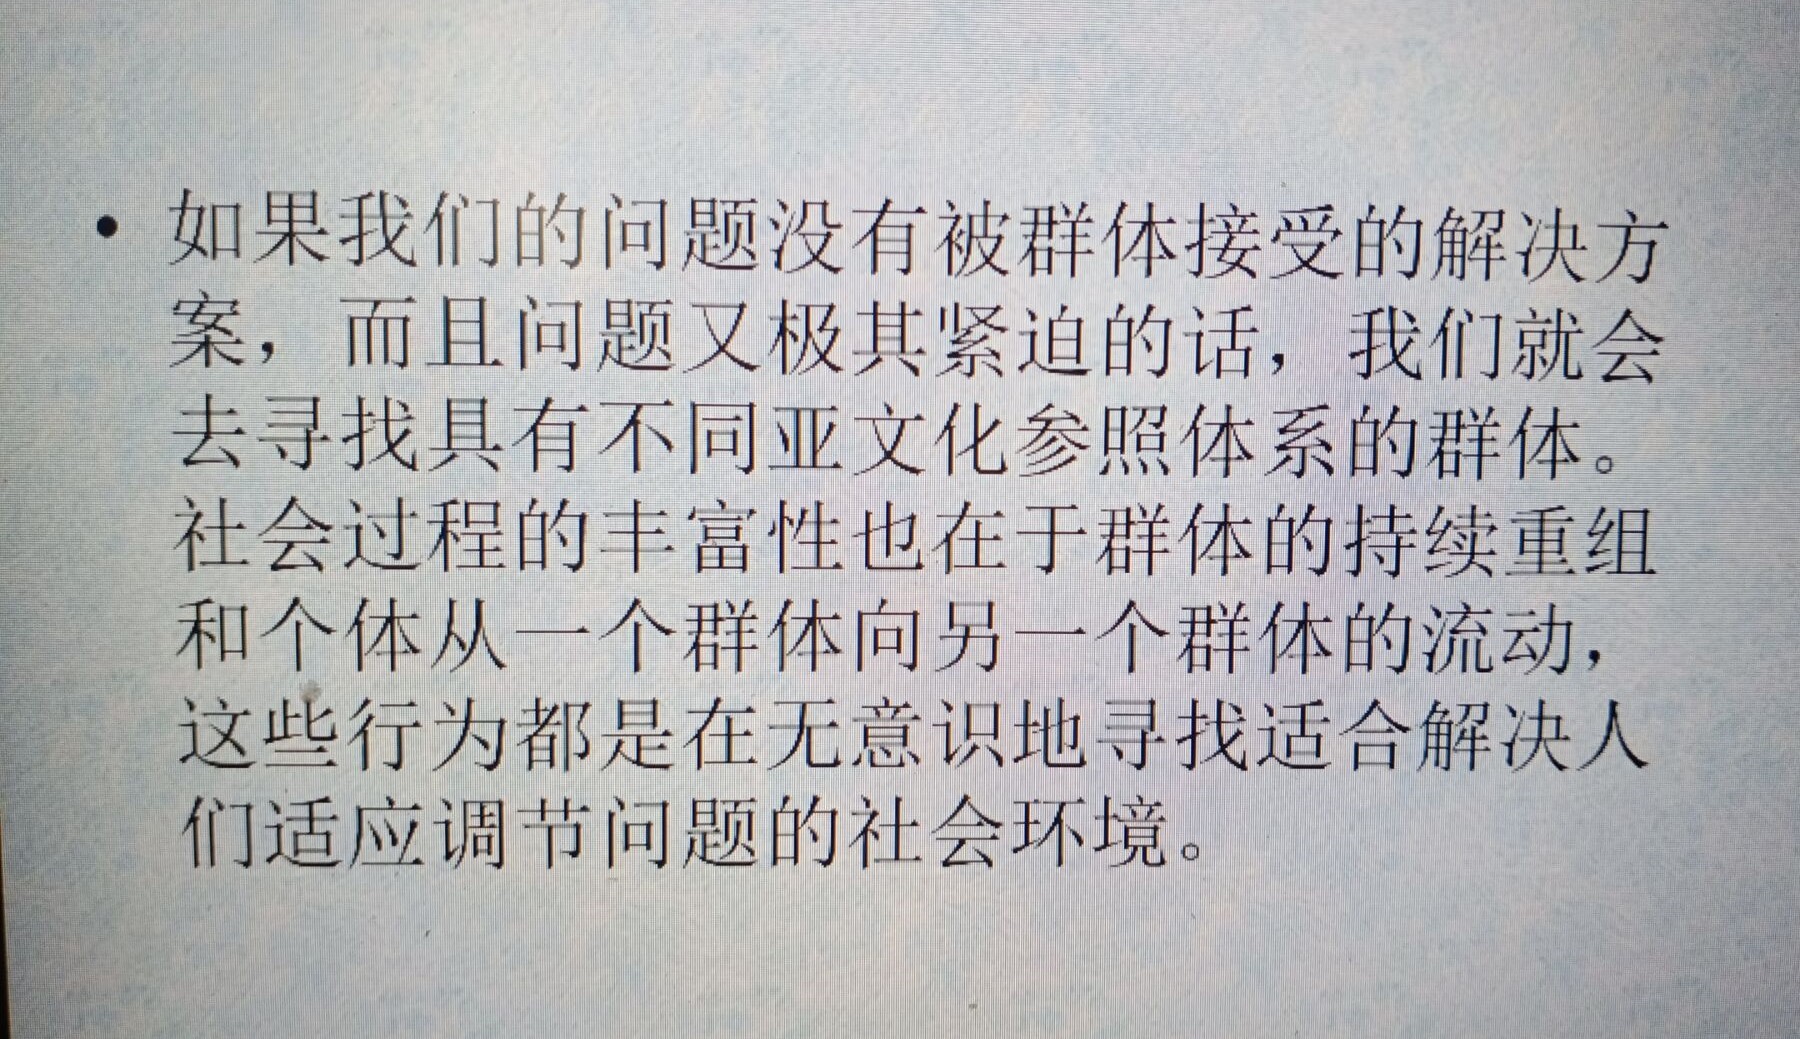 • 如果我们的问题没有被群体接受的解决方
案，而且问题又极其紧迫的话，我们就会
去寻找具有不同亚文化参照体系的群体。
社会过程的丰富性也在于群体的持续重组
和个体从一个群体向另一个群体的流动，
这些行为都是在无意识地寻找适合解决人
们适应调节问题的社会环境。